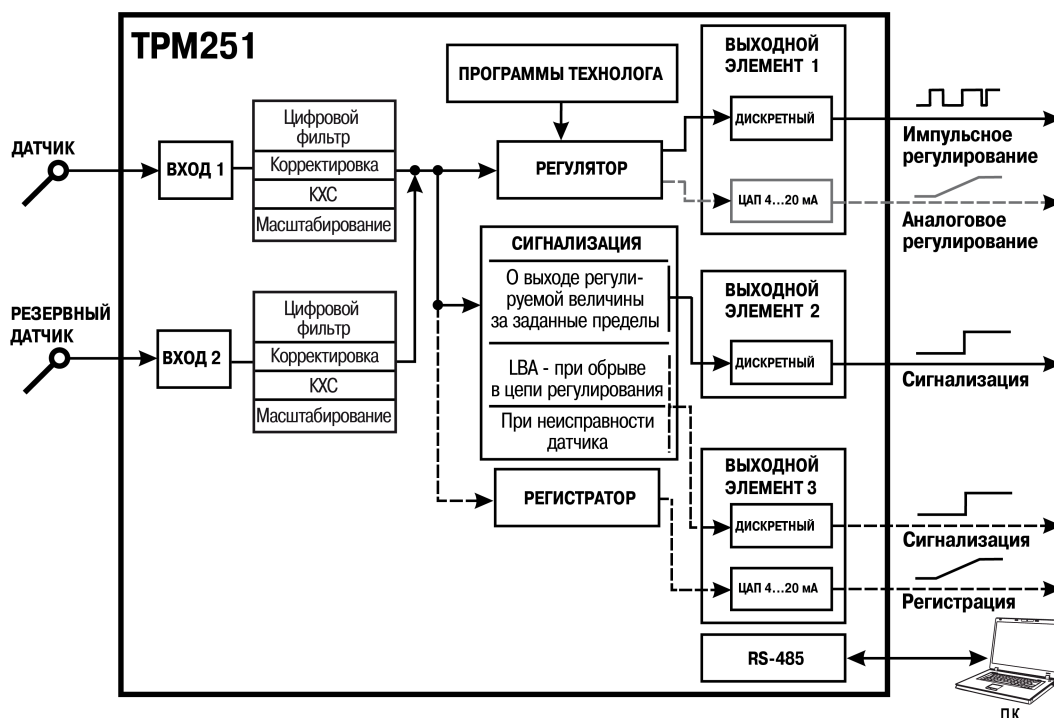 ТРМ251
ДАТЧИК
ВХОД 1
Цифровой
фильтр
Корректировка
КХС
Масштабирование
РЕЗЕРВНЫЙ
ДАТЧИК
ВХОД 2
Цифровой
фильтр
Корректировка
КХС
Масштабирование
ПРОГРАММЫ ТЕХНОЛОГА
РЕГУЛЯТОР
СИГНАЛИЗАЦИЯ
О выходе регули-
руемой величины
за заданные пределы
LBA - при обрыве
в цепи регулирования
При неисправности
датчика
РЕГИСТРАТОР
ВЫХОДНОЙ
ЭЛЕМЕНТ 1
ДИСКРЕТНЫЙ
ЦАП 4...20 мА
Импульсное
регулирование
Аналоговое
регулирование
ВЫХОДНОЙ
ЭЛЕМЕНТ 2
ДИСКРЕТНЫЙ
Сигнализация
ВЫХОДНОЙ
ЭЛЕМЕНТ 3
ДИСКРЕТНЫЙ
ЦАП 4...20 мА
Сигнализация
Регистрация
RS-485
ПК